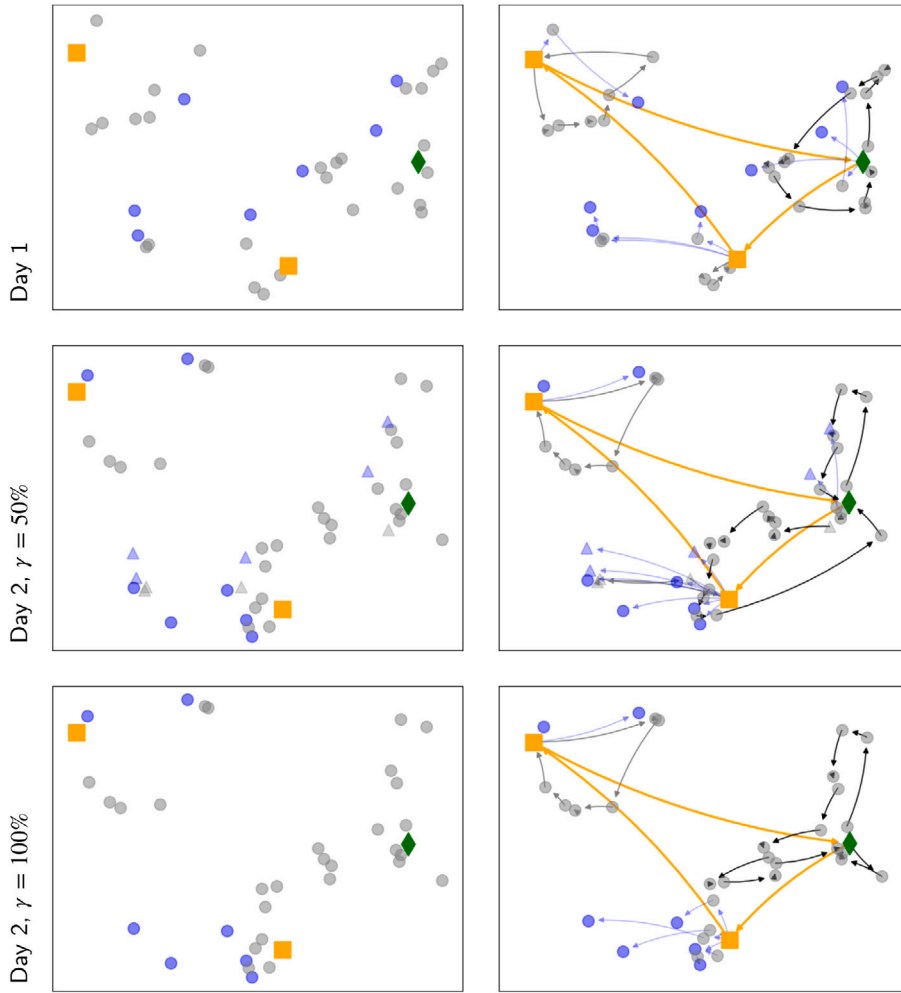 Day 1
Day 2, γ = 50%
Day 2, γ = 100%